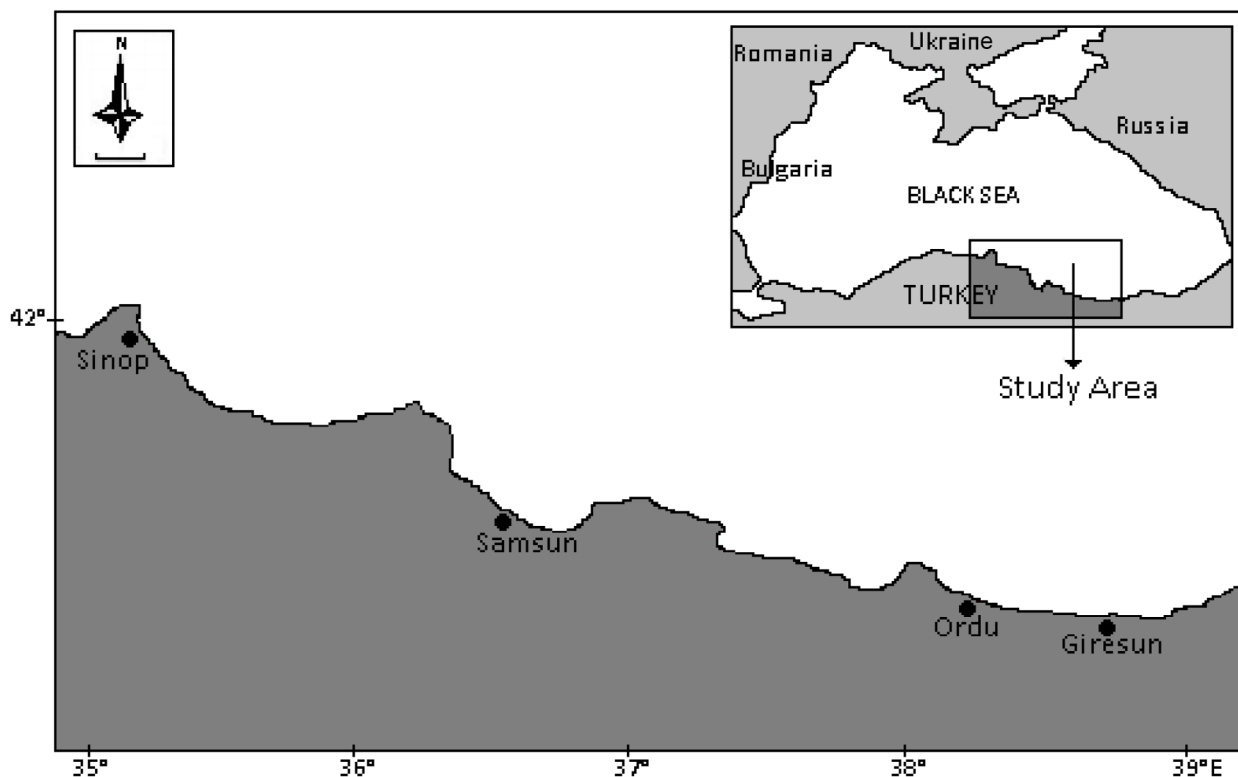 N
Romania
Ukraine
Russia
Bulgaria
BLACK SEA
TURKEY
Study Area
42°
Sinop
Samsun
Ordu
Giresun
35° 36° 37° 38° 39°E